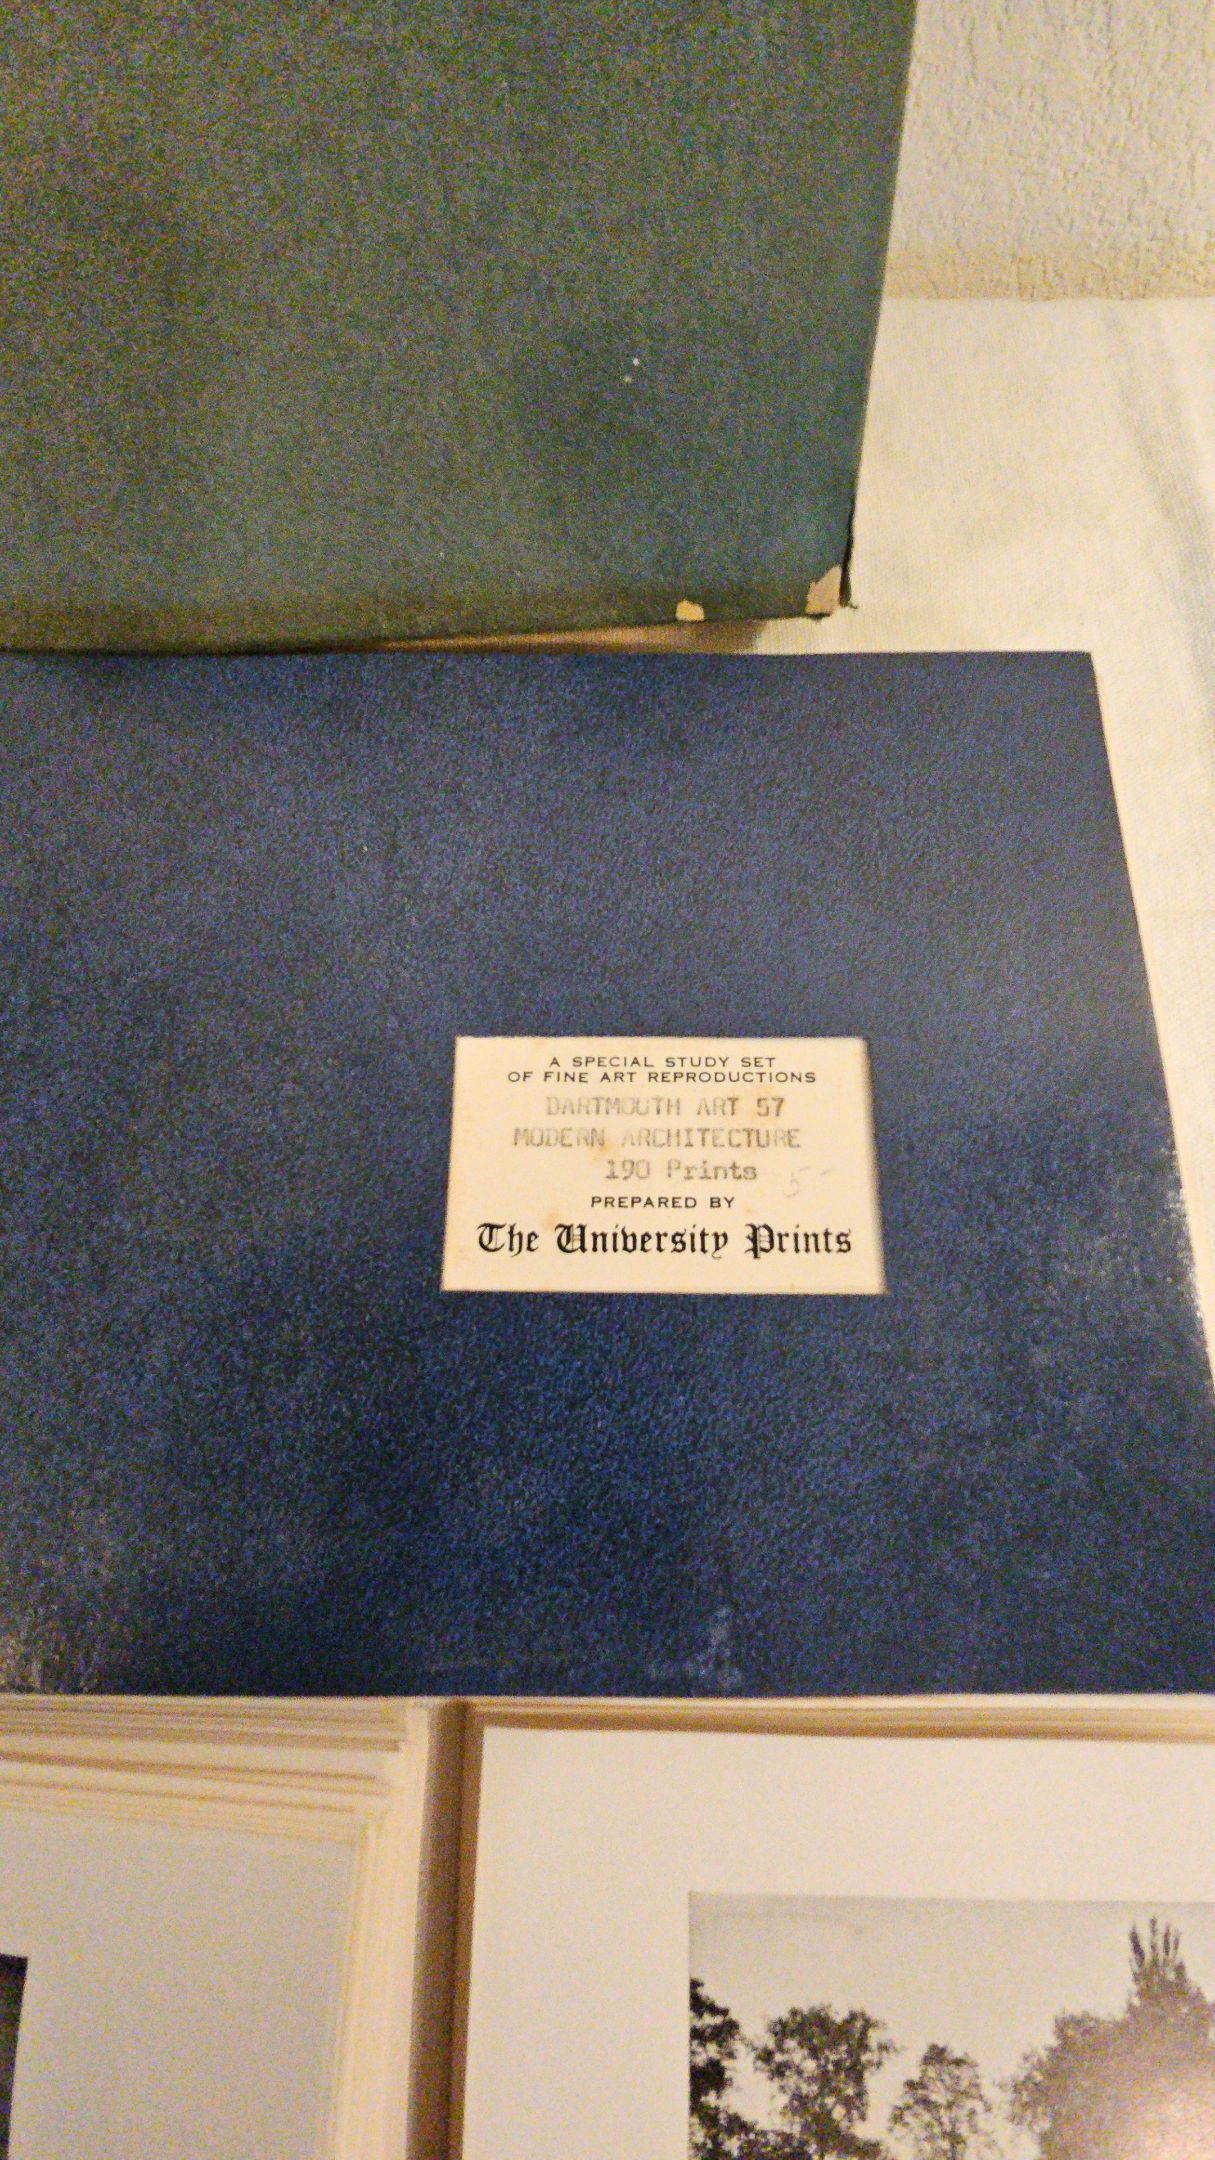 A SPECIAL STUDY SET
OF FINE ART REPRODUCTIONS
DARTMOUTH ART 57
MODERN ARCHITECTURE
190 Prints
5-
PREPARED BY
The University Prints